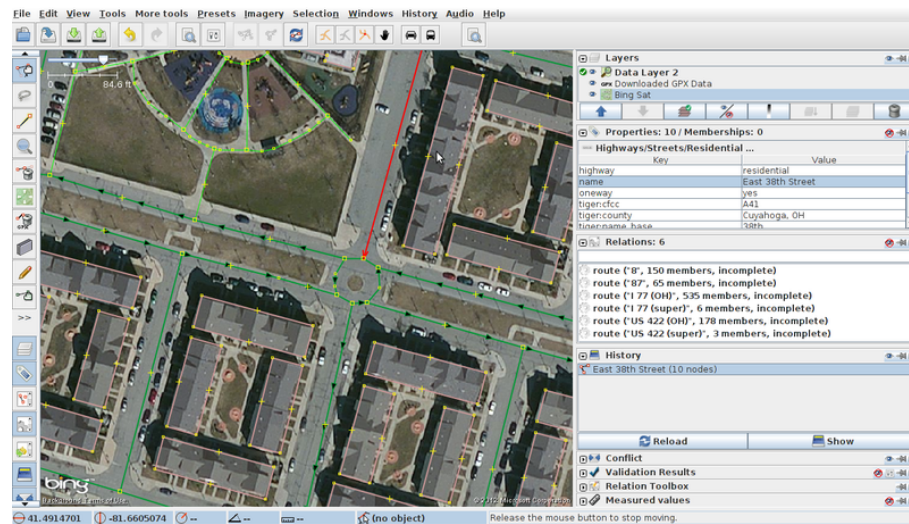 File Edit View Tools More tools Presets Imagery Selection Windows History Audio Help
84.6 ft
0
GPX
>>
bing
© 2012 Microsoft Corporation
Layers
Data Layer 2
GPX Downloaded GPX Data
Bing Sat
Properties: 10 / Memberships: 0
Highways/Streets/Residential ...
Key Value
highway residential
name East 38th Street
oneway yes
tiger:cfcc A41
tiger:county Cuyahoga, OH
tiger:name_base 38th
Relations: 6
route ("8", 150 members, incomplete)
route ("87", 65 members, incomplete)
route ("I 77 (OH)", 535 members, incomplete)
route ("I 77 (super)", 6 members, incomplete)
route ("US 422 (OH)", 178 members, incomplete)
route ("US 422 (super)", 3 members, incomplete)
History
East 38th Street (10 nodes)
Reload Show
Conflict
Validation Results
Relation Toolbox
Measured values
41.4914701 -81.6605074 -- -- -- (no object) Release the mouse button to stop moving.